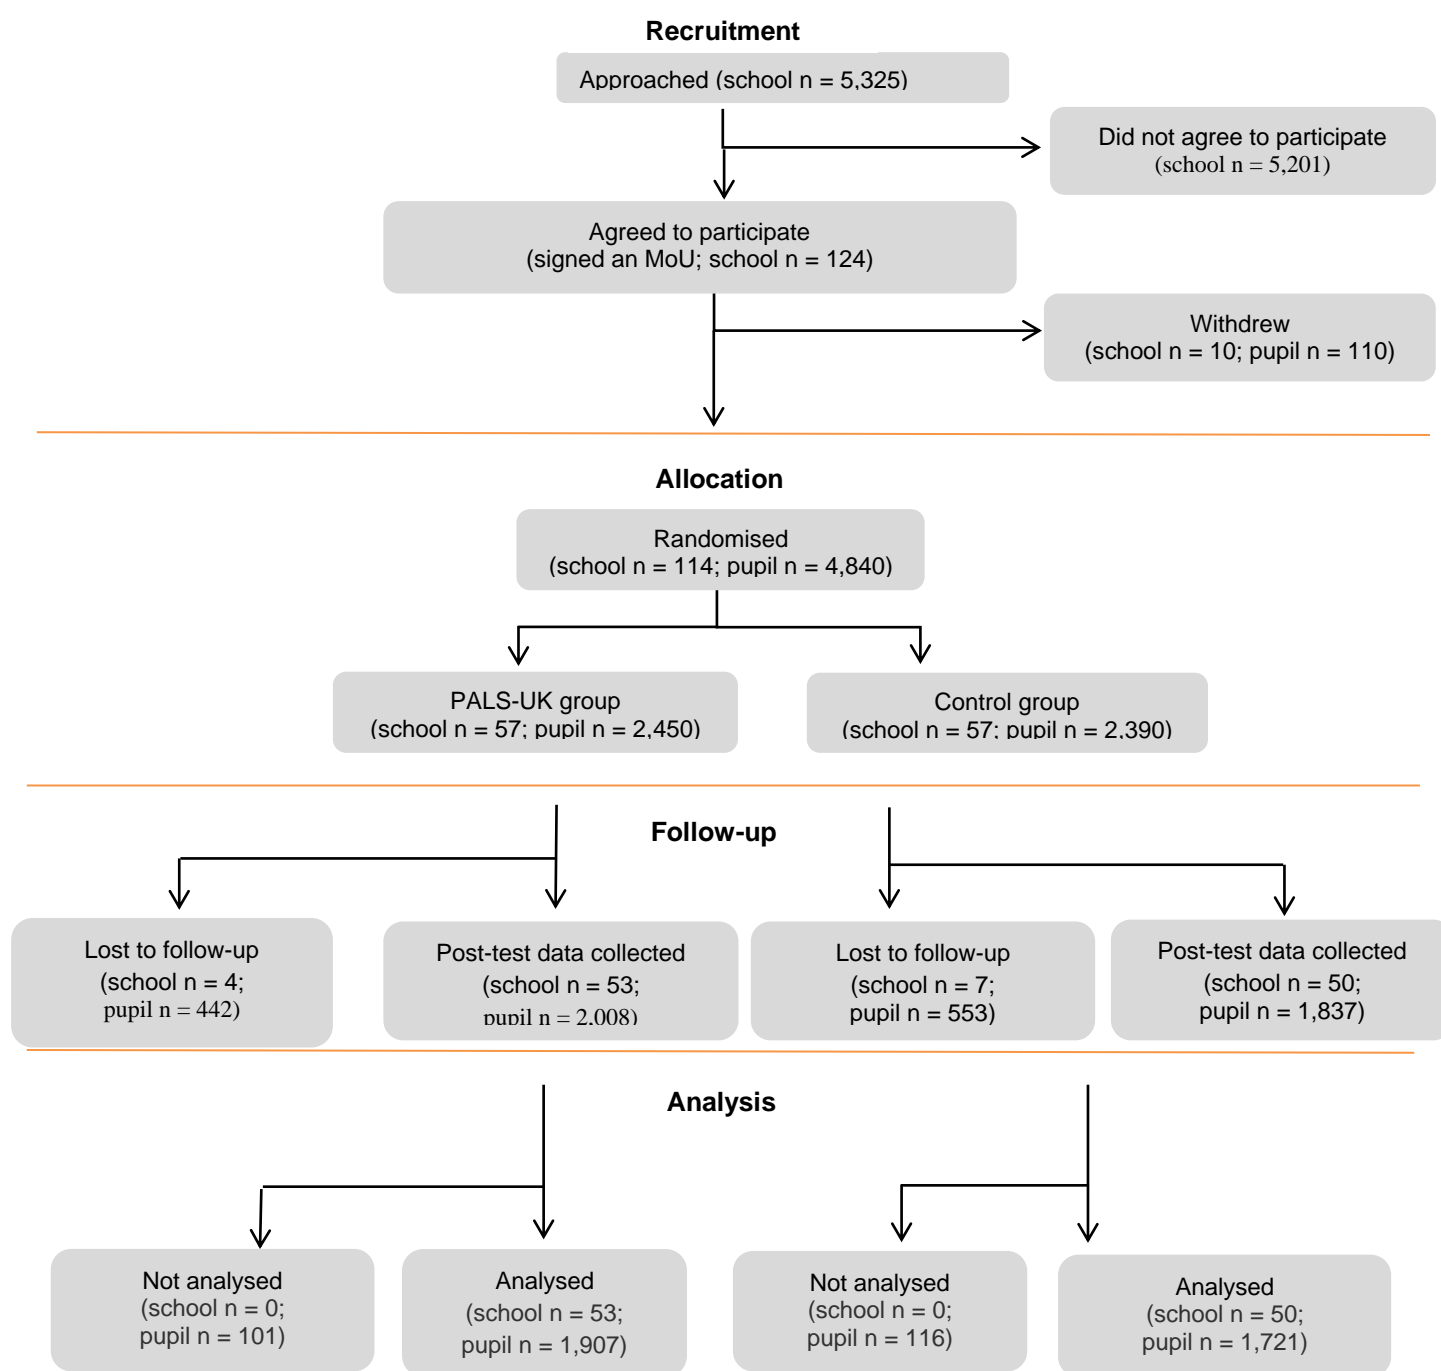 Recruitment
Approached (school n = 5,325)
Did not agree to participate
(school n = 5,201)
Agreed to participate
(signed an MoU; school n = 124)
Withdrew
(school n = 10; pupil n = 110)
Allocation
Randomised
(school n = 114; pupil n = 4,840)
PALS-UK group
(school n = 57; pupil n = 2,450)
Control group
(school n = 57; pupil n = 2,390)
Follow-up
Lost to follow-up
(school n = 4;
pupil n = 442)
Post-test data collected
(school n = 53;
pupil n = 2,008)
Lost to follow-up
(school n = 7;
pupil n = 553)
Post-test data collected
(school n = 50;
pupil n = 1,837)
Analysis
Not analysed
(school n = 0;
pupil n = 101)
Analysed
(school n = 53;
pupil n = 1,907)
Not analysed
(school n = 0;
pupil n = 116)
Analysed
(school n = 50;
pupil n = 1,721)